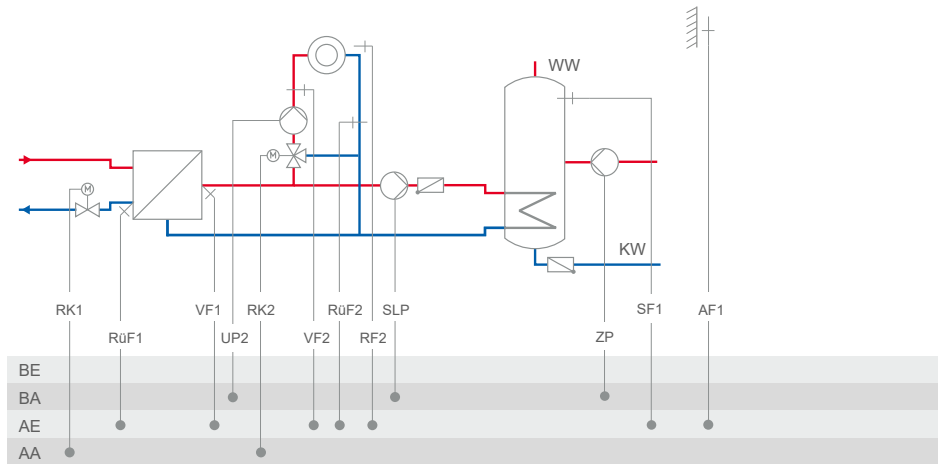 WW
M
M
KW
RK1 VF1 RK2 RüF2 SLP SF1 AF1
RüF1 UP2 VF2 RF2 ZP
BE
BA
AE
AA